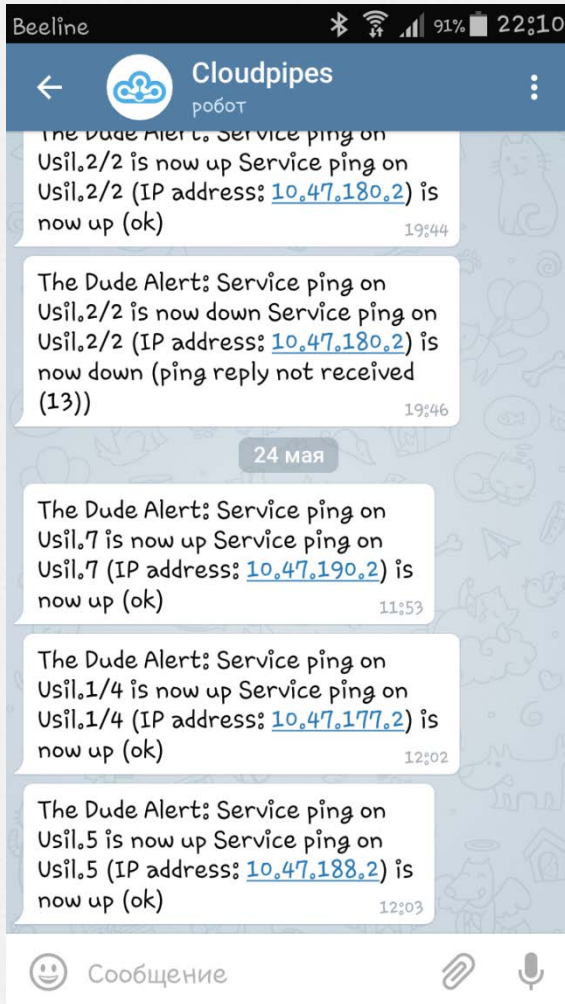 Beeline
91% 22:10
Cloudpipes
робот
The Dude Alert: Service ping on
Usil.2/2 is now up Service ping on
Usil.2/2 (IP address: 10.47.180.2) is
now up (ok)
19:44
The Dude Alert: Service ping on
Usil.2/2 is now down Service ping on
Usil.2/2 (IP address: 10.47.180.2) is
now down (ping reply not received
(13))
19:46
24 мая
The Dude Alert: Service ping on
Usil.7 is now up Service ping on
Usil.7 (IP address: 10.47.190.2) is
now up (ok)
11:53
The Dude Alert: Service ping on
Usil.1/4 is now up Service ping on
Usil.1/4 (IP address: 10.47.177.2) is
now up (ok)
12:02
The Dude Alert: Service ping on
Usil.5 is now up Service ping on
Usil.5 (IP address: 10.47.188.2) is
now up (ok)
12:03
Сообщение